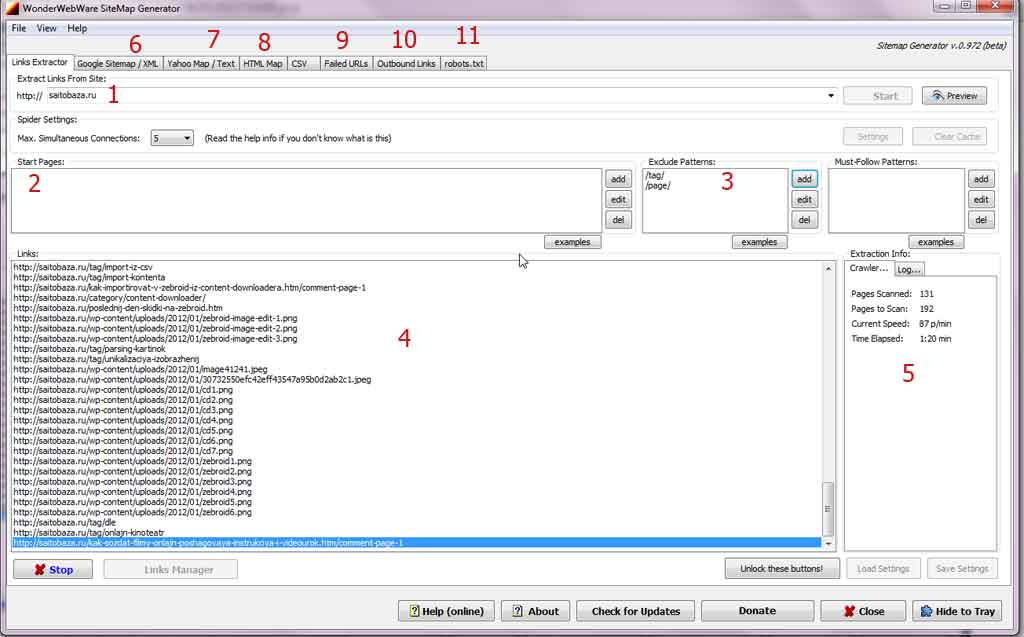 WonderWebWare SiteMap Generator
File View Help
6 7 8 9 10 11
Sitemap Generator v.0.972 (beta)
Links Extractor Google Sitemap / XML Yahoo Map / Text HTML Map CSV Failed URLs Outbound Links robots.txt
Extract Links From Site:
http:// saitobaza.ru 1 Start Preview
Spider Settings:
Max. Simultaneous Connections: 5 (Read the help info if you don't know what is this) Settings Clear Cache
Start Pages: Exclude Patterns: Must-Follow Patterns:
2 add /tag/ 3 add add
/page/
edit edit edit
del del del
examples examples examples
Links: Extraction Info:
http://saitobaza.ru/tag/import-iz-csv Crawler... Log...
http://saitobaza.ru/tag/import-kontenta
http://saitobaza.ru/kak-importirovat-v-zebroid-iz-content-downloadera.htm/comment-page-1
http://saitobaza.ru/category/content-downloader/ Pages Scanned: 131
http://saitobaza.ru/poslednij-den-skidki-na-zebroid.htm Pages to Scan: 192
http://saitobaza.ru/wp-content/uploads/2012/01/zebroid-image-edit-1.png
http://saitobaza.ru/wp-content/uploads/2012/01/zebroid-image-edit-2.png Current Speed: 87 p/min
http://saitobaza.ru/wp-content/uploads/2012/01/zebroid-image-edit-3.png 4 Time Elapsed: 1:20 min
http://saitobaza.ru/tag/parsing-kartinok
http://saitobaza.ru/tag/unikalizaciya-izobrazhenij
http://saitobaza.ru/wp-content/uploads/2012/01/image41241.jpeg 5
http://saitobaza.ru/wp-content/uploads/2012/01/30732550efc42eff43547a95b0d2ab2c1.jpeg
http://saitobaza.ru/wp-content/uploads/2012/01/cd1.png
http://saitobaza.ru/wp-content/uploads/2012/01/cd2.png
http://saitobaza.ru/wp-content/uploads/2012/01/cd3.png
http://saitobaza.ru/wp-content/uploads/2012/01/cd4.png
http://saitobaza.ru/wp-content/uploads/2012/01/cd5.png
http://saitobaza.ru/wp-content/uploads/2012/01/cd6.png
http://saitobaza.ru/wp-content/uploads/2012/01/cd7.png
http://saitobaza.ru/wp-content/uploads/2012/01/zebroid1.png
http://saitobaza.ru/wp-content/uploads/2012/01/zebroid2.png
http://saitobaza.ru/wp-content/uploads/2012/01/zebroid3.png
http://saitobaza.ru/wp-content/uploads/2012/01/zebroid4.png
http://saitobaza.ru/wp-content/uploads/2012/01/zebroid5.png
http://saitobaza.ru/wp-content/uploads/2012/01/zebroid6.png
http://saitobaza.ru/tag/dle
http://saitobaza.ru/tag/onlajn-kinoteatr
http://saitobaza.ru/kak-sozdat-filmy-onlajn-poshagovaya-instrukciya-i-videourok.htm/comment-page-1
Stop Links Manager Unlock these buttons! Load Settings Save Settings
Help (online) About Check for Updates Donate Close Hide to Tray